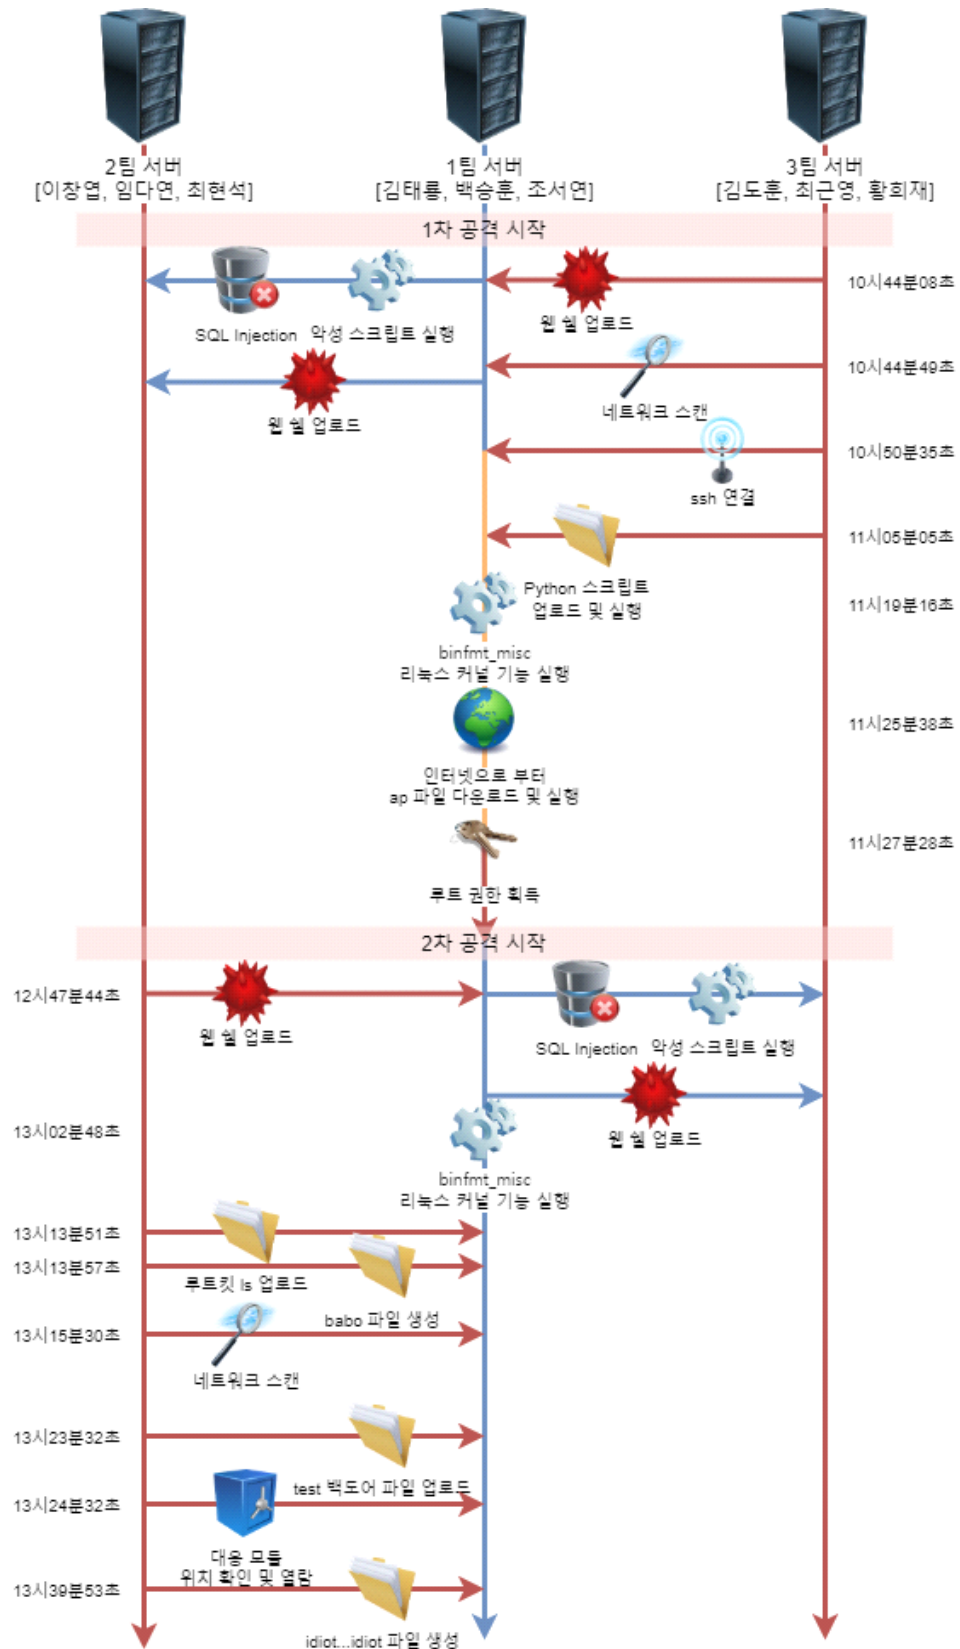 2팀 서버
[이창엽, 임다연, 최현석]
1팀 서버
[김태룡, 백승훈, 조서연]
3팀 서버
[김도훈, 최근영, 황희재]
1차 공격 시작
10시44분08초
SQL Injection
악성 스크립트 실행
웹 쉘 업로드
10시44분49초
네트워크 스캔
웹 쉘 업로드
10시50분35초
ssh 연결
11시05분05초
Python 스크립트
업로드 및 실행
11시19분16초
binfmt_misc
리눅스 커널 기능 실행
11시25분38초
인터넷으로 부터
ap 파일 다운로드 및 실행
11시27분28초
루트 권한 획득
2차 공격 시작
12시47분44초
웹 쉘 업로드
SQL Injection
악성 스크립트 실행
13시02분48초
웹 쉘 업로드
binfmt_misc
리눅스 커널 기능 실행
13시13분51초
13시13분57초
루트킷 ls 업로드
babo 파일 생성
13시15분30초
네트워크 스캔
13시23분32초
test 백도어 파일 업로드
13시24분32초
대응 모듈
위치 확인 및 열람
13시39분53초
idiot...idiot 파일 생성